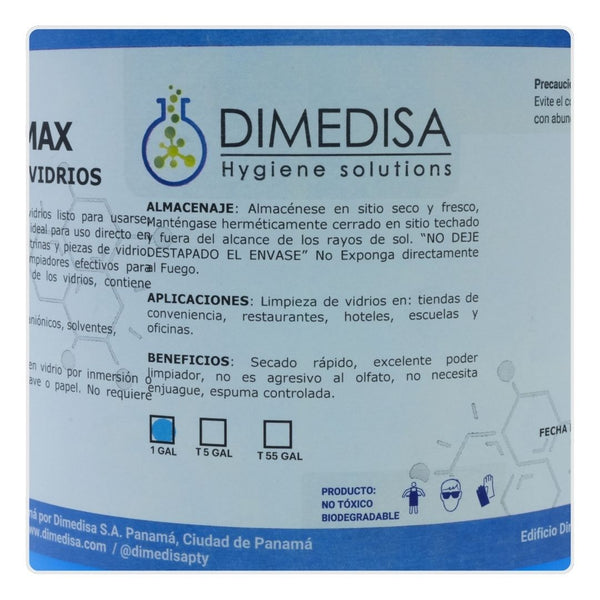 MAX
VIDRIOS
vidrios listo para usarse.
ideal para uso directo en
trinas y piezas de vidrio
mpiadores efectivos para
de los vidrios, contiene
aniónicos, solventes,
en vidrio por inmersión o
ave o papel. No requiere
DIMEDISA
Hygiene solutions
ALMACENAJE: Almacénese en sitio seco y fresco,
Manténgase herméticamente cerrado en sitio techado
y fuera del alcance de los rayos de sol. “NO DEJE
DESTAPADO EL ENVASE” No Exponga directamente
al Fuego.
APLICACIONES: Limpieza de vidrios en: tiendas de
conveniencia, restaurantes, hoteles, escuelas y
oficinas.
BENEFICIOS: Secado rápido, excelente poder
limpiador, no es agresivo al olfato, no necesita
enjuague, espuma controlada.
1 GAL T 5 GAL T 55 GAL
PRODUCTO:
NO TÓXICO
BIODEGRADABLE
Precaució
Evite el co
con abun
FECHA
má por Dimedisa S.A. Panamá, Ciudad de Panamá
www.dimedisa.com / @dimedisapty
Edificio Din